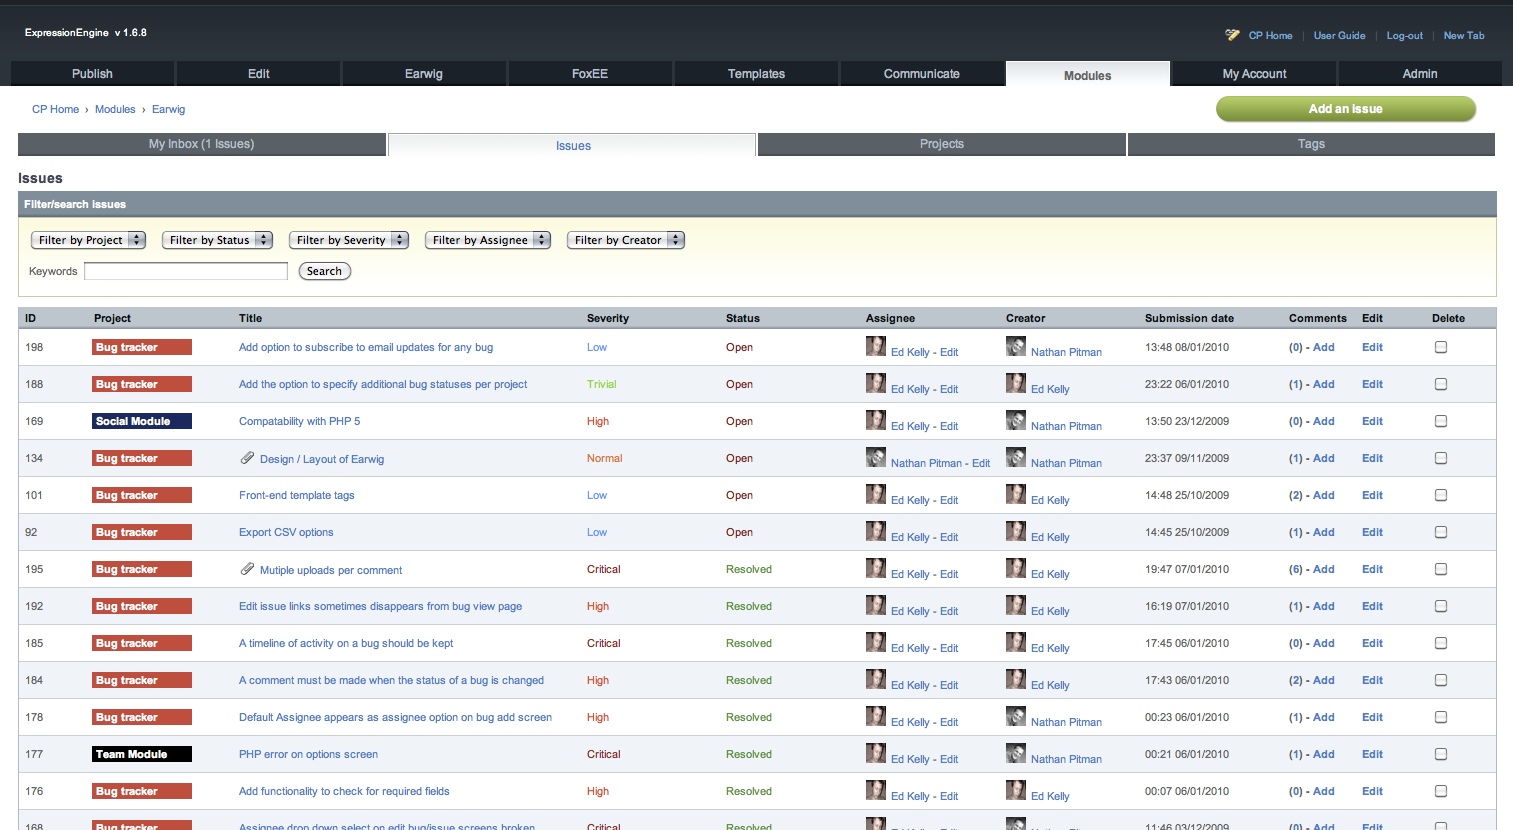 ExpressionEngine v 1.6.8
CP Home | User Guide | Log-out | New Tab
Publish Edit Earwig FoxEE Templates Communicate Modules My Account Admin
CP Home › Modules › Earwig
Add an issue
My Inbox (1 Issues) Issues Projects Tags
Issues
Filter/search issues
Filter by Project Filter by Status Filter by Severity Filter by Assignee Filter by Creator
Keywords Search
ID Project Title Severity Status Assignee Creator Submission date Comments Edit Delete
198 Bug tracker Add option to subscribe to email updates for any bug Low Open Ed Kelly - Edit Nathan Pitman 13:48 08/01/2010 (0) - Add Edit
188 Bug tracker Add the option to specify additional bug statuses per project Trivial Open Ed Kelly - Edit Ed Kelly 23:22 06/01/2010 (1) - Add Edit
169 Social Module Compatability with PHP 5 High Open Ed Kelly - Edit Nathan Pitman 13:50 23/12/2009 (0) - Add Edit
134 Bug tracker Design / Layout of Earwig Normal Open Nathan Pitman - Edit Nathan Pitman 23:37 09/11/2009 (1) - Add Edit
101 Bug tracker Front-end template tags Low Open Ed Kelly - Edit Ed Kelly 14:48 25/10/2009 (2) - Add Edit
92 Bug tracker Export CSV options Low Open Ed Kelly - Edit Ed Kelly 14:45 25/10/2009 (1) - Add Edit
195 Bug tracker Mutiple uploads per comment Critical Resolved Ed Kelly - Edit Ed Kelly 19:47 07/01/2010 (6) - Add Edit
192 Bug tracker Edit issue links sometimes disappears from bug view page High Resolved Ed Kelly - Edit Ed Kelly 16:19 07/01/2010 (1) - Add Edit
185 Bug tracker A timeline of activity on a bug should be kept Critical Resolved Ed Kelly - Edit Ed Kelly 17:45 06/01/2010 (0) - Add Edit
184 Bug tracker A comment must be made when the status of a bug is changed High Resolved Ed Kelly - Edit Ed Kelly 17:43 06/01/2010 (2) - Add Edit
178 Bug tracker Default Assignee appears as assignee option on bug add screen High Resolved Ed Kelly - Edit Nathan Pitman 00:23 06/01/2010 (1) - Add Edit
177 Team Module PHP error on options screen Critical Resolved Ed Kelly - Edit Nathan Pitman 00:21 06/01/2010 (1) - Add Edit
176 Bug tracker Add functionality to check for required fields High Resolved Ed Kelly - Edit Ed Kelly 00:07 06/01/2010 (0) - Add Edit
168 Bug tracker Assignee drop down select on edit bug/issue screens broken Critical Resolved Ed Kelly - Edit Nathan Pitman 11:46 03/12/2009 (0) - Add Edit